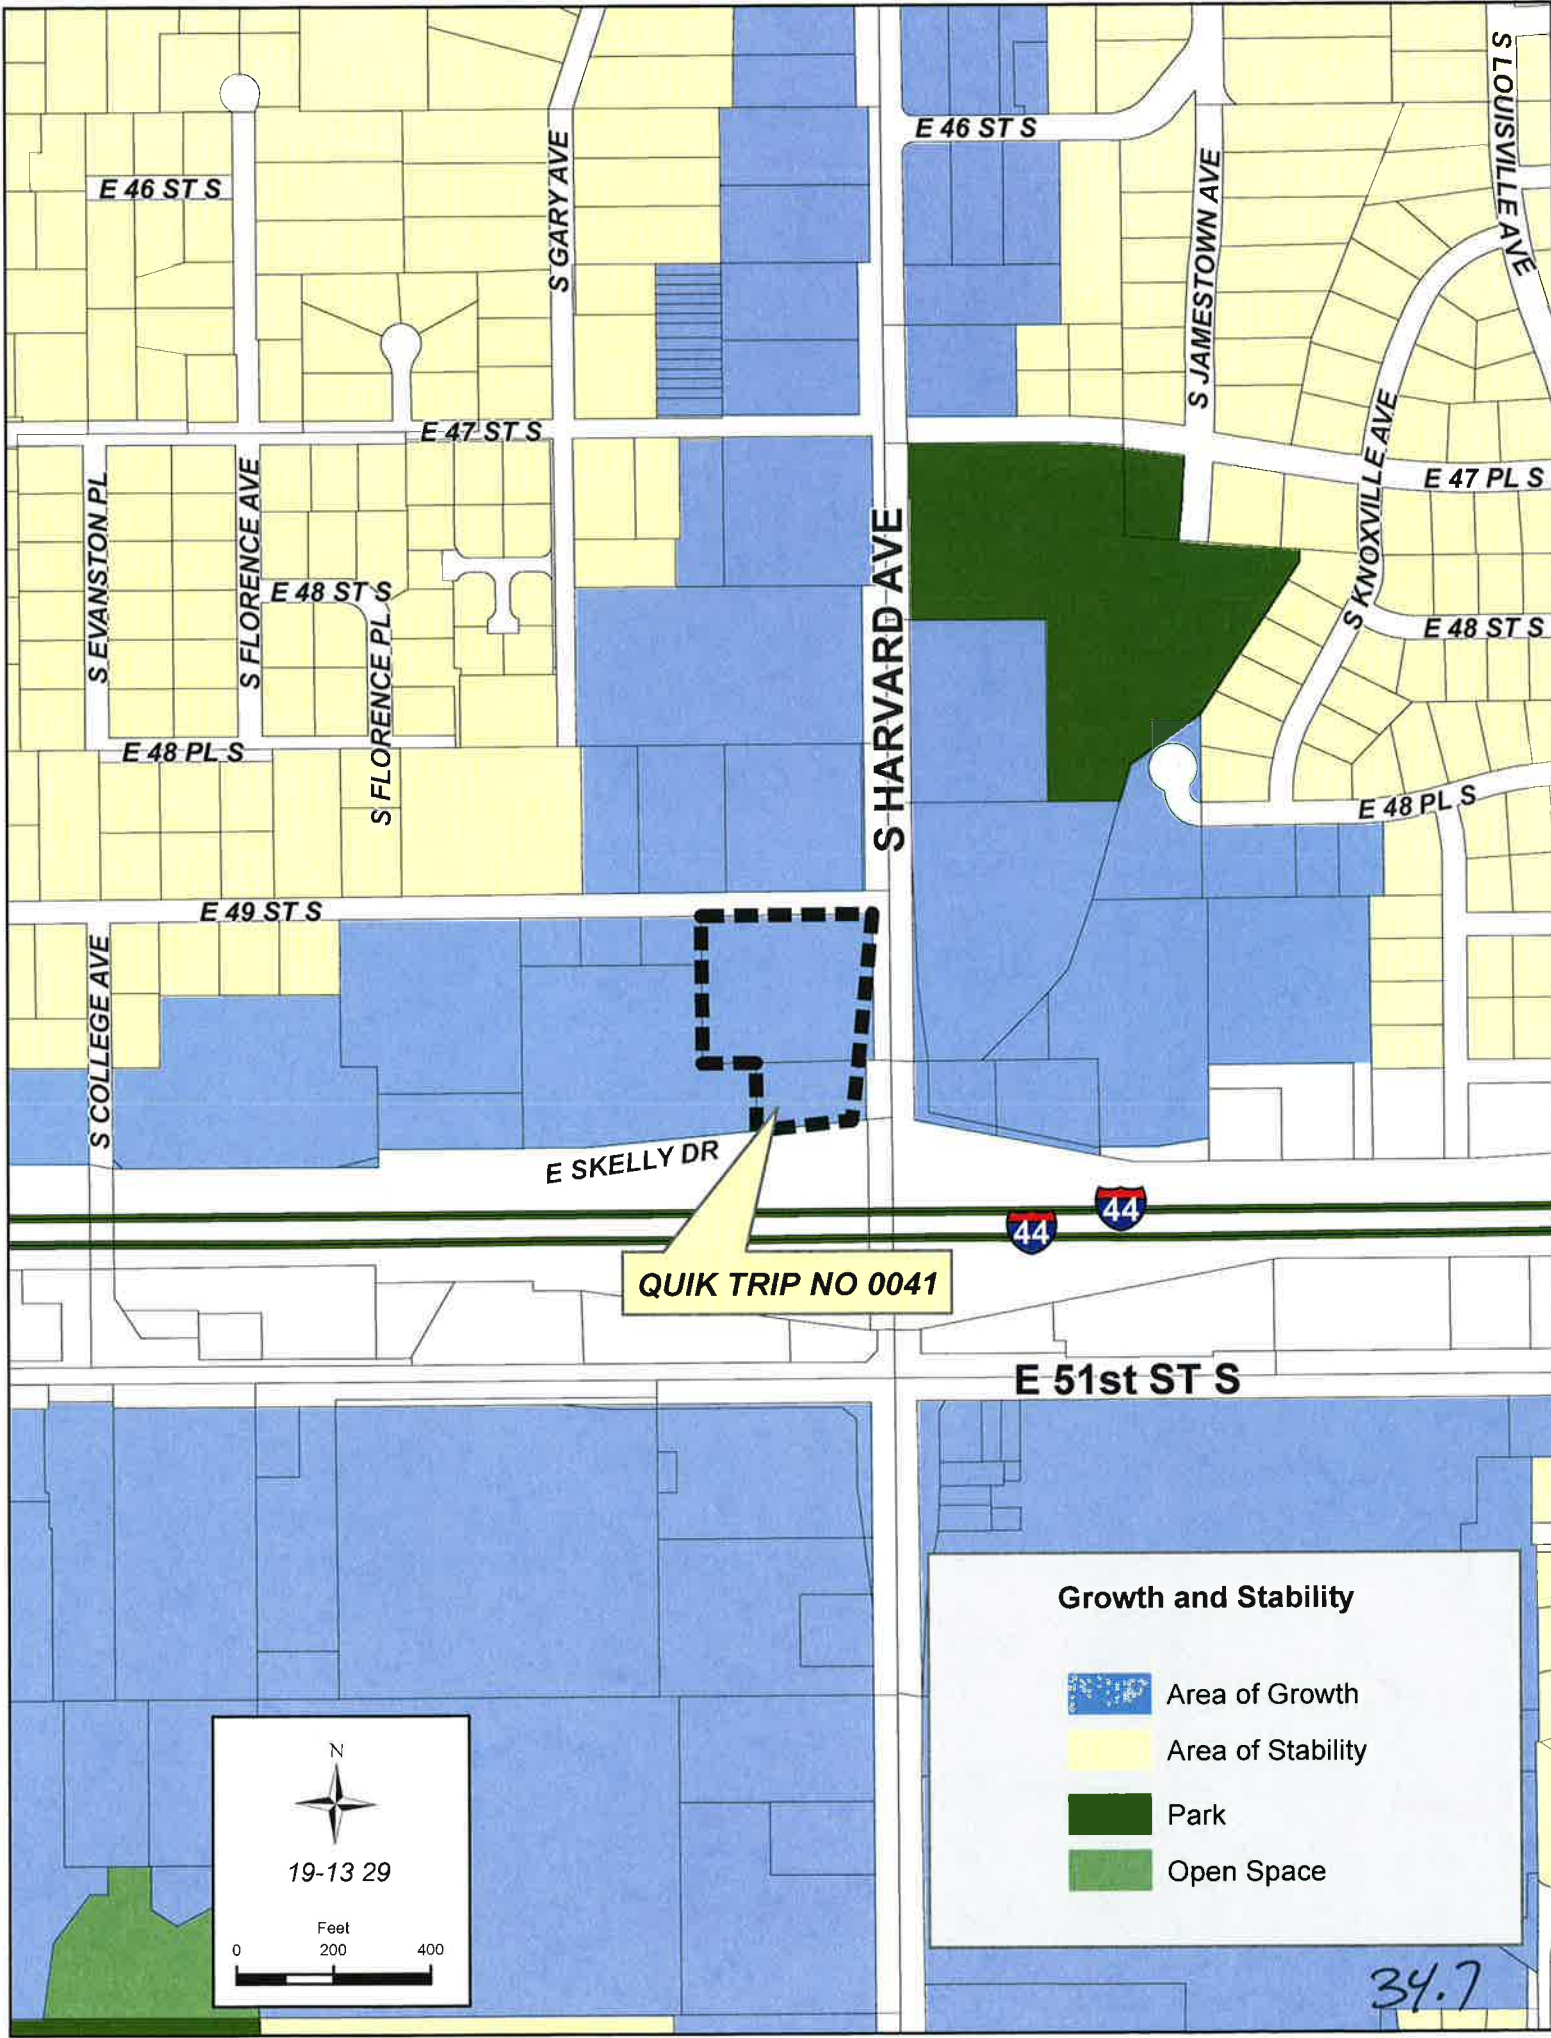 S LOUISVILLE AVE
E 46 ST S
S GARY AVE
E 46 ST S
S JAMESTOWN AVE
E 47 ST S
S KNOXVILLE AVE
E 47 PL S
S EVANSTON PL
S FLORENCE AVE
S HARVARD AVE
E 48 ST S
S FLORENCE PL
E 48 ST S
E 48 PL S
E 48 PL S
E 49 ST S
S COLLEGE AVE
E SKELLY DR
44
44
QUIK TRIP NO 0041
E 51st ST S
Growth and Stability
Area of Growth
Area of Stability
Park
Open Space
N
19-13 29
Feet
0 200 400
34.7